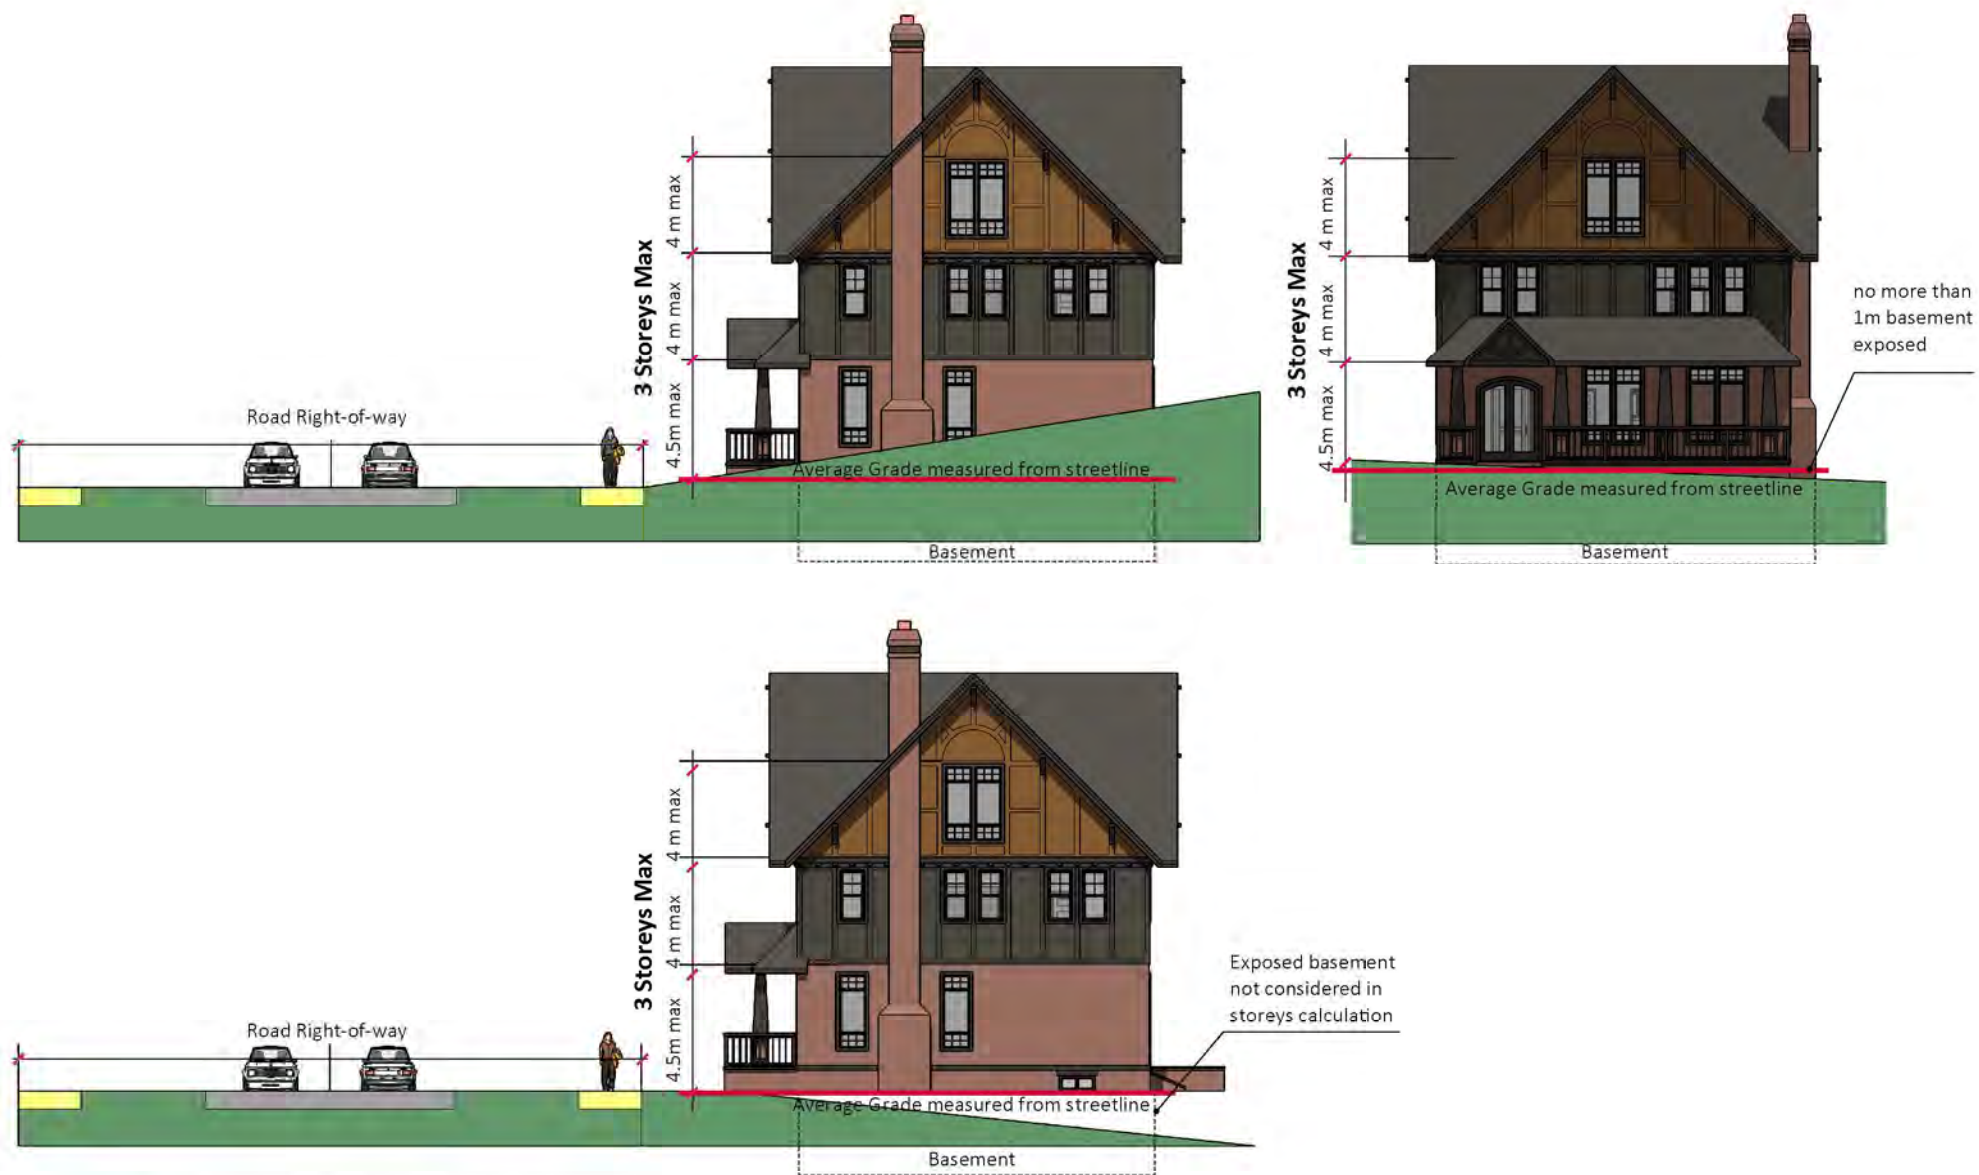 3 Storeys Max
4 m max
4 m max
4.5m max
Road Right-of-way
Average Grade measured from streetline
Basement
3 Storeys Max
4 m max
4 m max
4.5m max
no more than
1m basement
exposed
Average Grade measured from streetline
Basement
3 Storeys Max
4 m max
4 m max
4.5m max
Road Right-of-way
Exposed basement
not considered in
storeys calculation
Average Grade measured from streetline
Basement